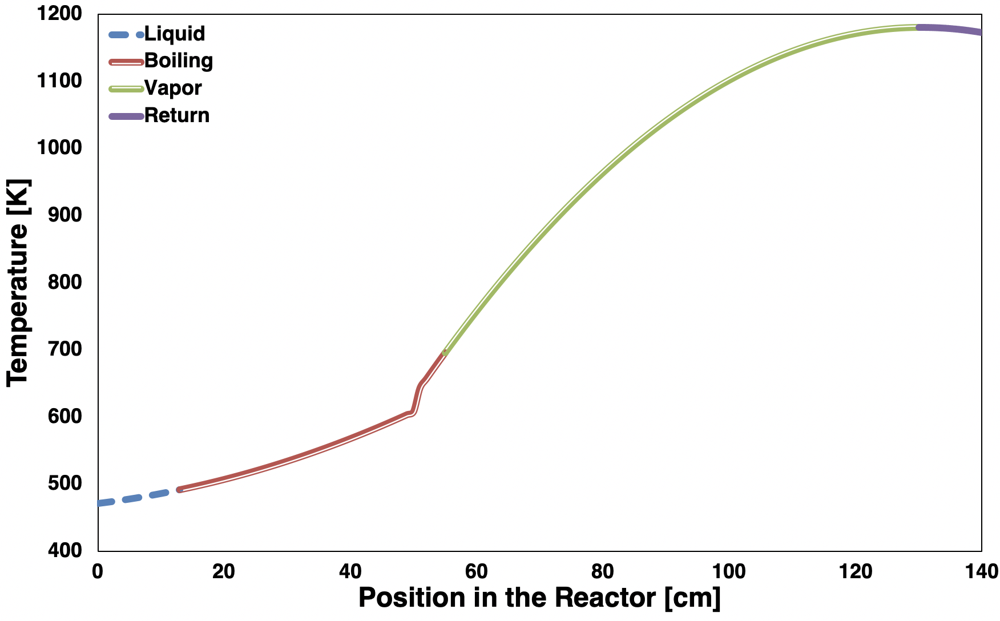 1200
1100
1000
900
800
700
600
500
400
Temperature [K]
Liquid
Boiling
Vapor
Return
0 20 40 60 80 100 120 140
Position in the Reactor [cm]